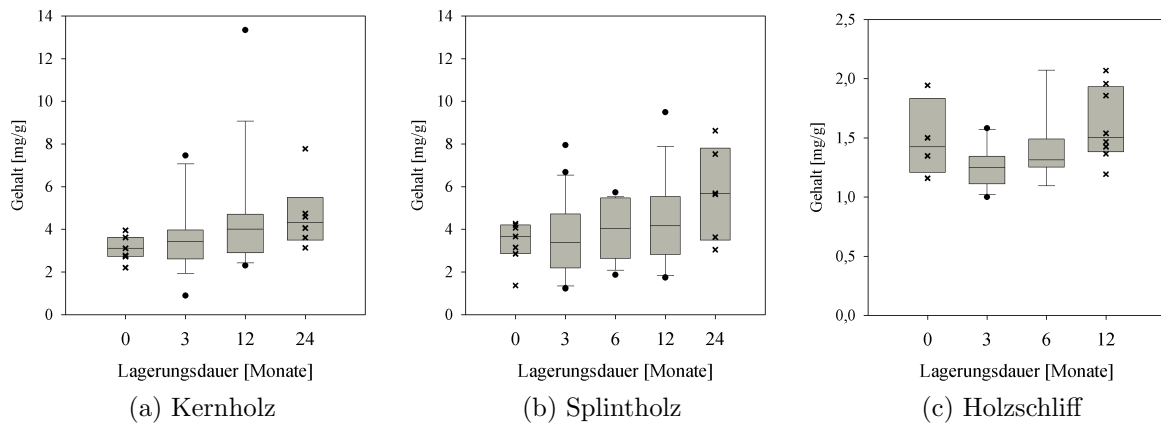 14
12
10
8
6
4
2
0
Gehalt [mg/g]
0 3 12 24
Lagerungsdauer [Monate]
(a) Kernholz
14
12
10
8
6
4
2
0
Gehalt [mg/g]
0 3 6 12 24
Lagerungsdauer [Monate]
(b) Splintholz
2,5
2,0
1,5
1,0
0,5
0,0
Gehalt [mg/g]
0 3 6 12
Lagerungsdauer [Monate]
(c) Holzschliff